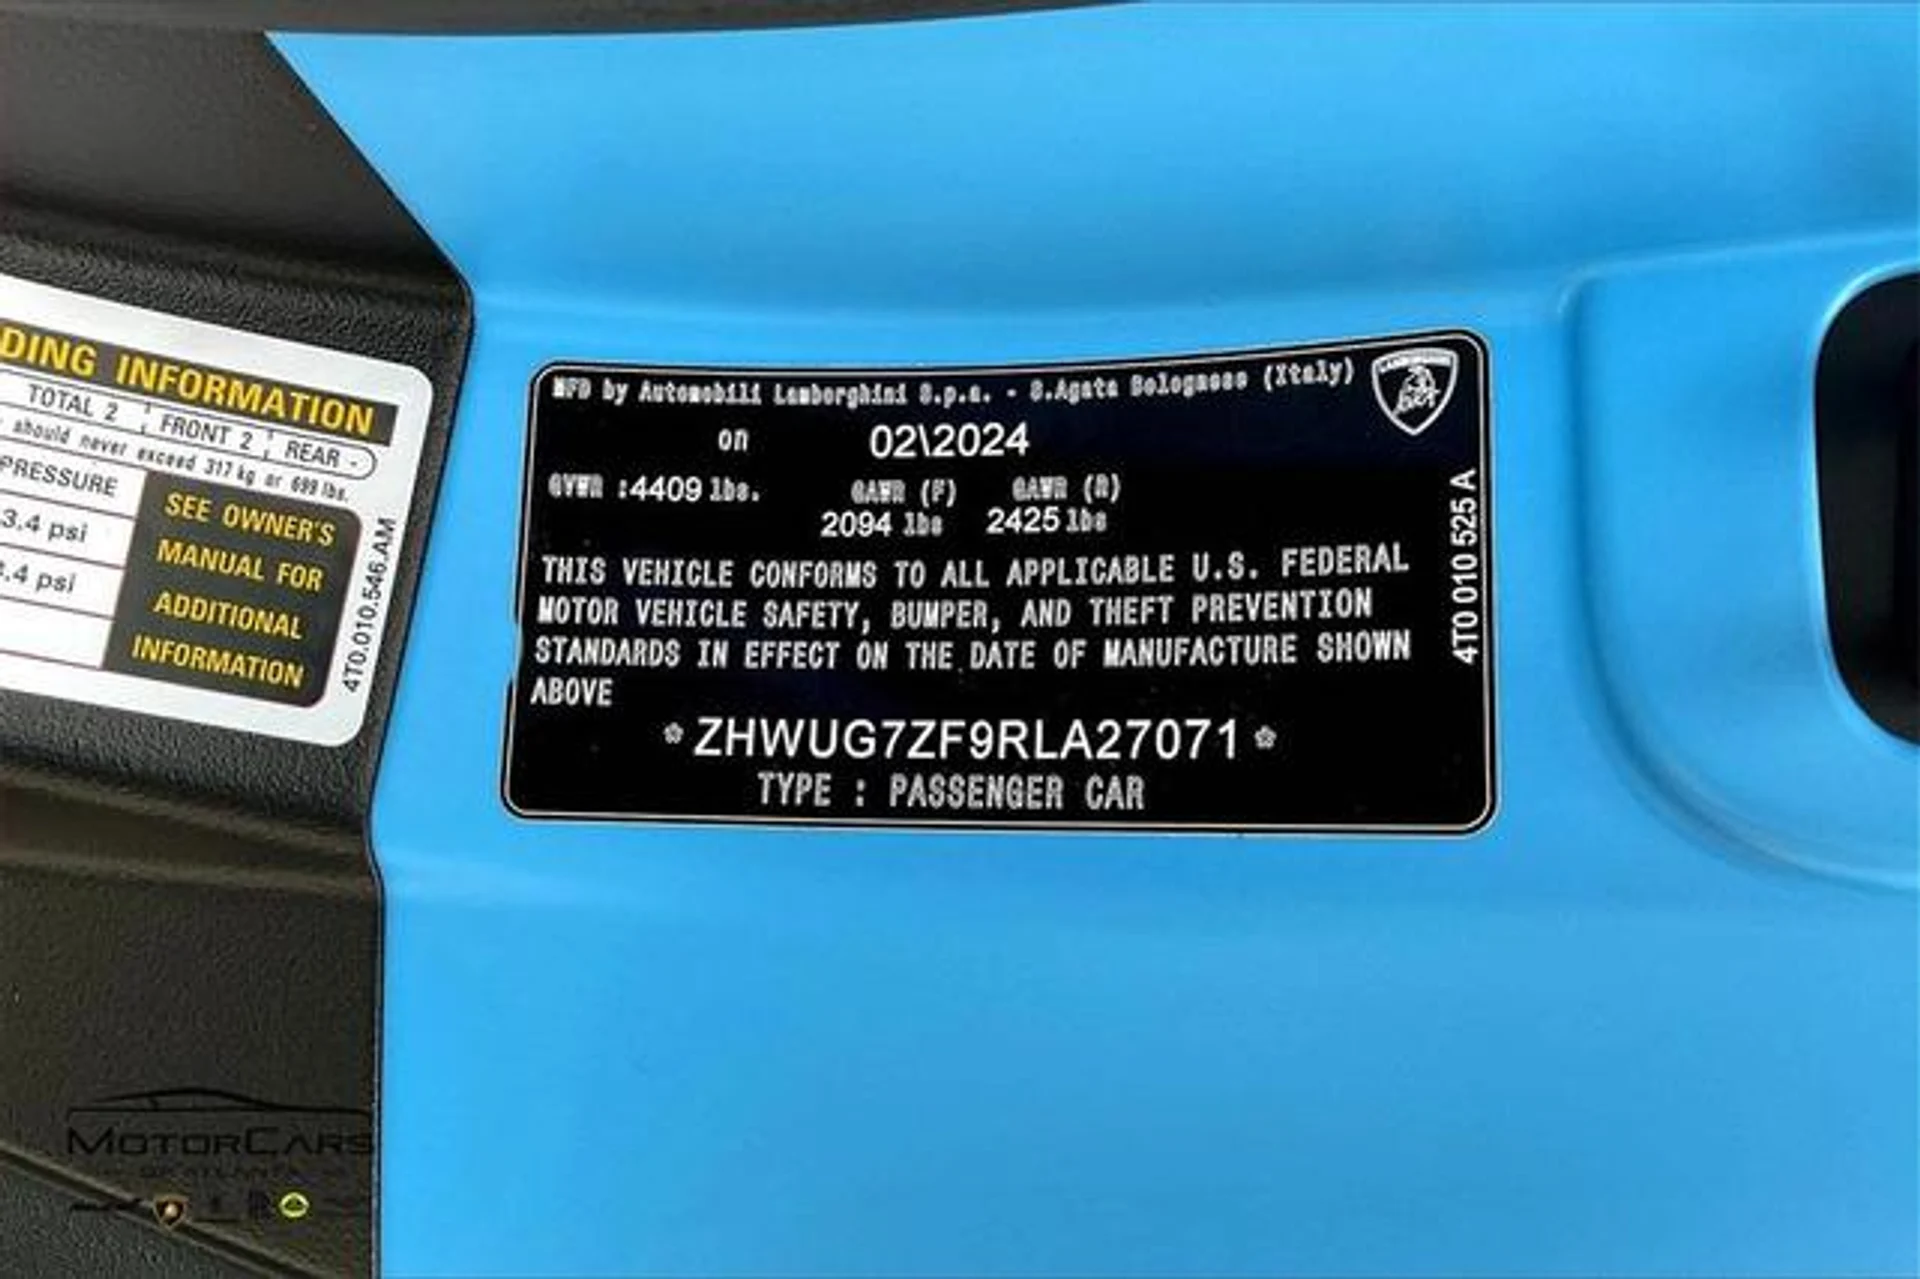 DING INFORMATION
TOTAL 2 ¦ FRONT 2 ¦ REAR -
should never exceed 317 kg or 699 lbs.
PRESSURE
3,4 psi
,4 psi
SEE OWNER'S
MANUAL FOR
ADDITIONAL
INFORMATION
4T0.010.546.AM
MFD by Automobili Lamborghini S.p.a. - S.Agata Bolognese (Italy)
on 02\2024
GVWR :4409 lbs. GAWR (F) GAWR (R)
2094 lbs 2425 lbs
THIS VEHICLE CONFORMS TO ALL APPLICABLE U.S. FEDERAL
MOTOR VEHICLE SAFETY, BUMPER, AND THEFT PREVENTION
STANDARDS IN EFFECT ON THE DATE OF MANUFACTURE SHOWN
ABOVE
* ZHWUG7ZF9RLA27071 *
TYPE : PASSENGER CAR
4T0 010 525 A
LAMBORGHINI
MOTORCARS
OF ATLANTA